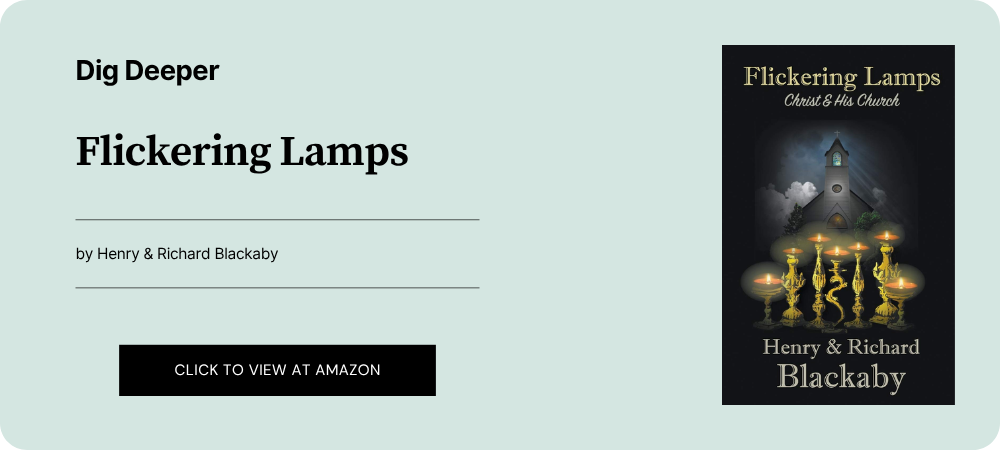 Dig Deeper
Flickering Lamps
by Henry & Richard Blackaby
CLICK TO VIEW AT AMAZON
Flickering Lamps
Christ & His Church
Henry & Richard
Blackaby